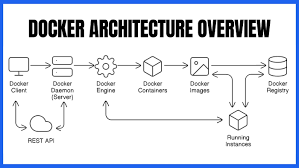 DOCKER ARCHITECTURE OVERVIEW
Docker Client
Docker Daemon (Server)
Docker Engine
Docker Containers
Docker Images
Docker Registry
REST API
Running Instances